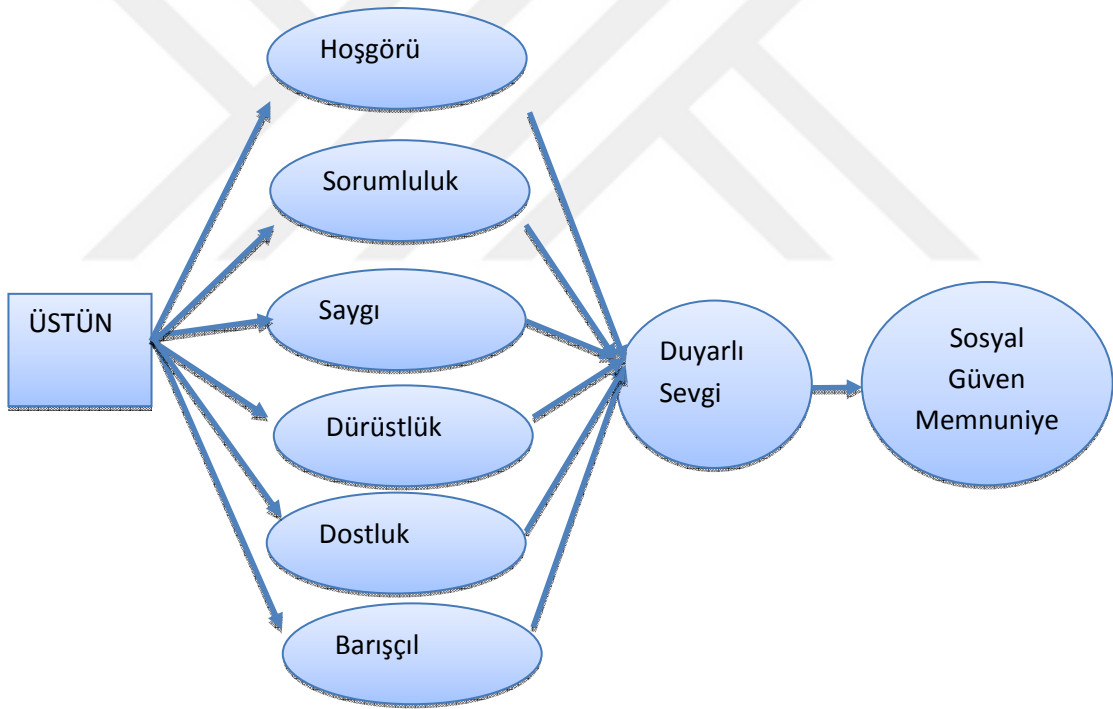 Hoşgörü
Sorumluluk
Saygı
Dürüstlük
Dostluk
Barışçıl
ÜSTÜN
Duyarlı
Sevgi
Sosyal
Güven
Memnuniye